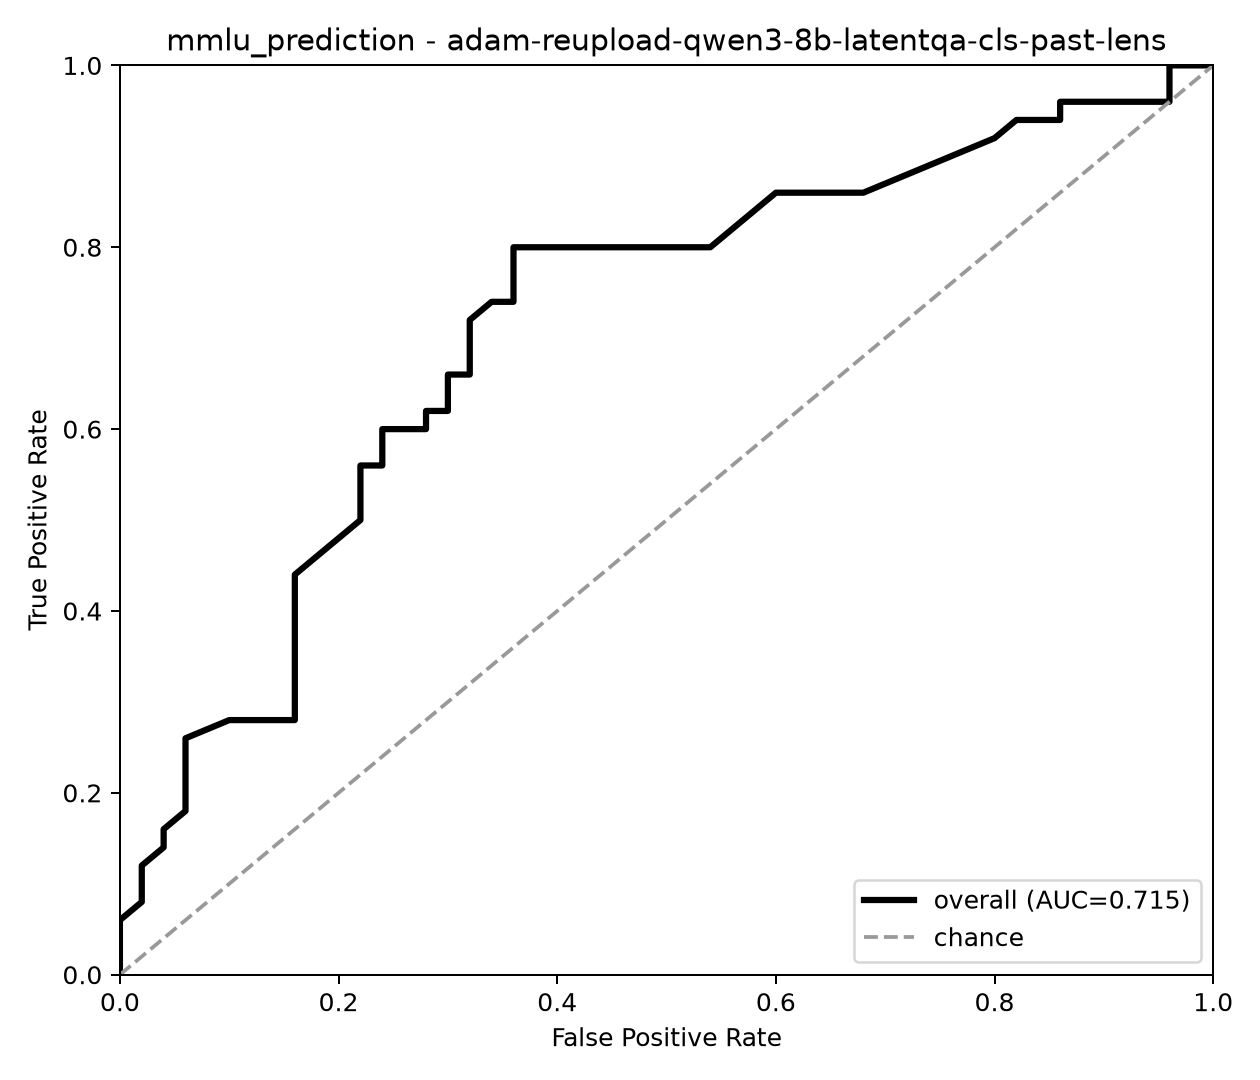 mmlu_prediction - adam-reupload-qwen3-8b-latentqa-cls-past-lens
1.0
0.8
0.6
0.4
0.2
0.0
True Positive Rate
overall (AUC=0.715)
chance
0.0 0.2 0.4 0.6 0.8 1.0
False Positive Rate